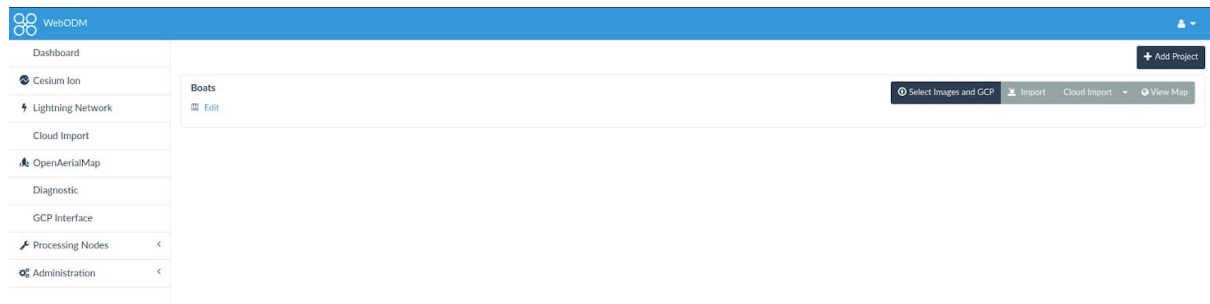 WebODM
Dashboard
Cesium Ion
Lightning Network
Cloud Import
OpenAerialMap
Diagnostic
GCP Interface
Processing Nodes
Administration
Add Project
Boats
Edit
Select Images and GCP Import Cloud Import View Map